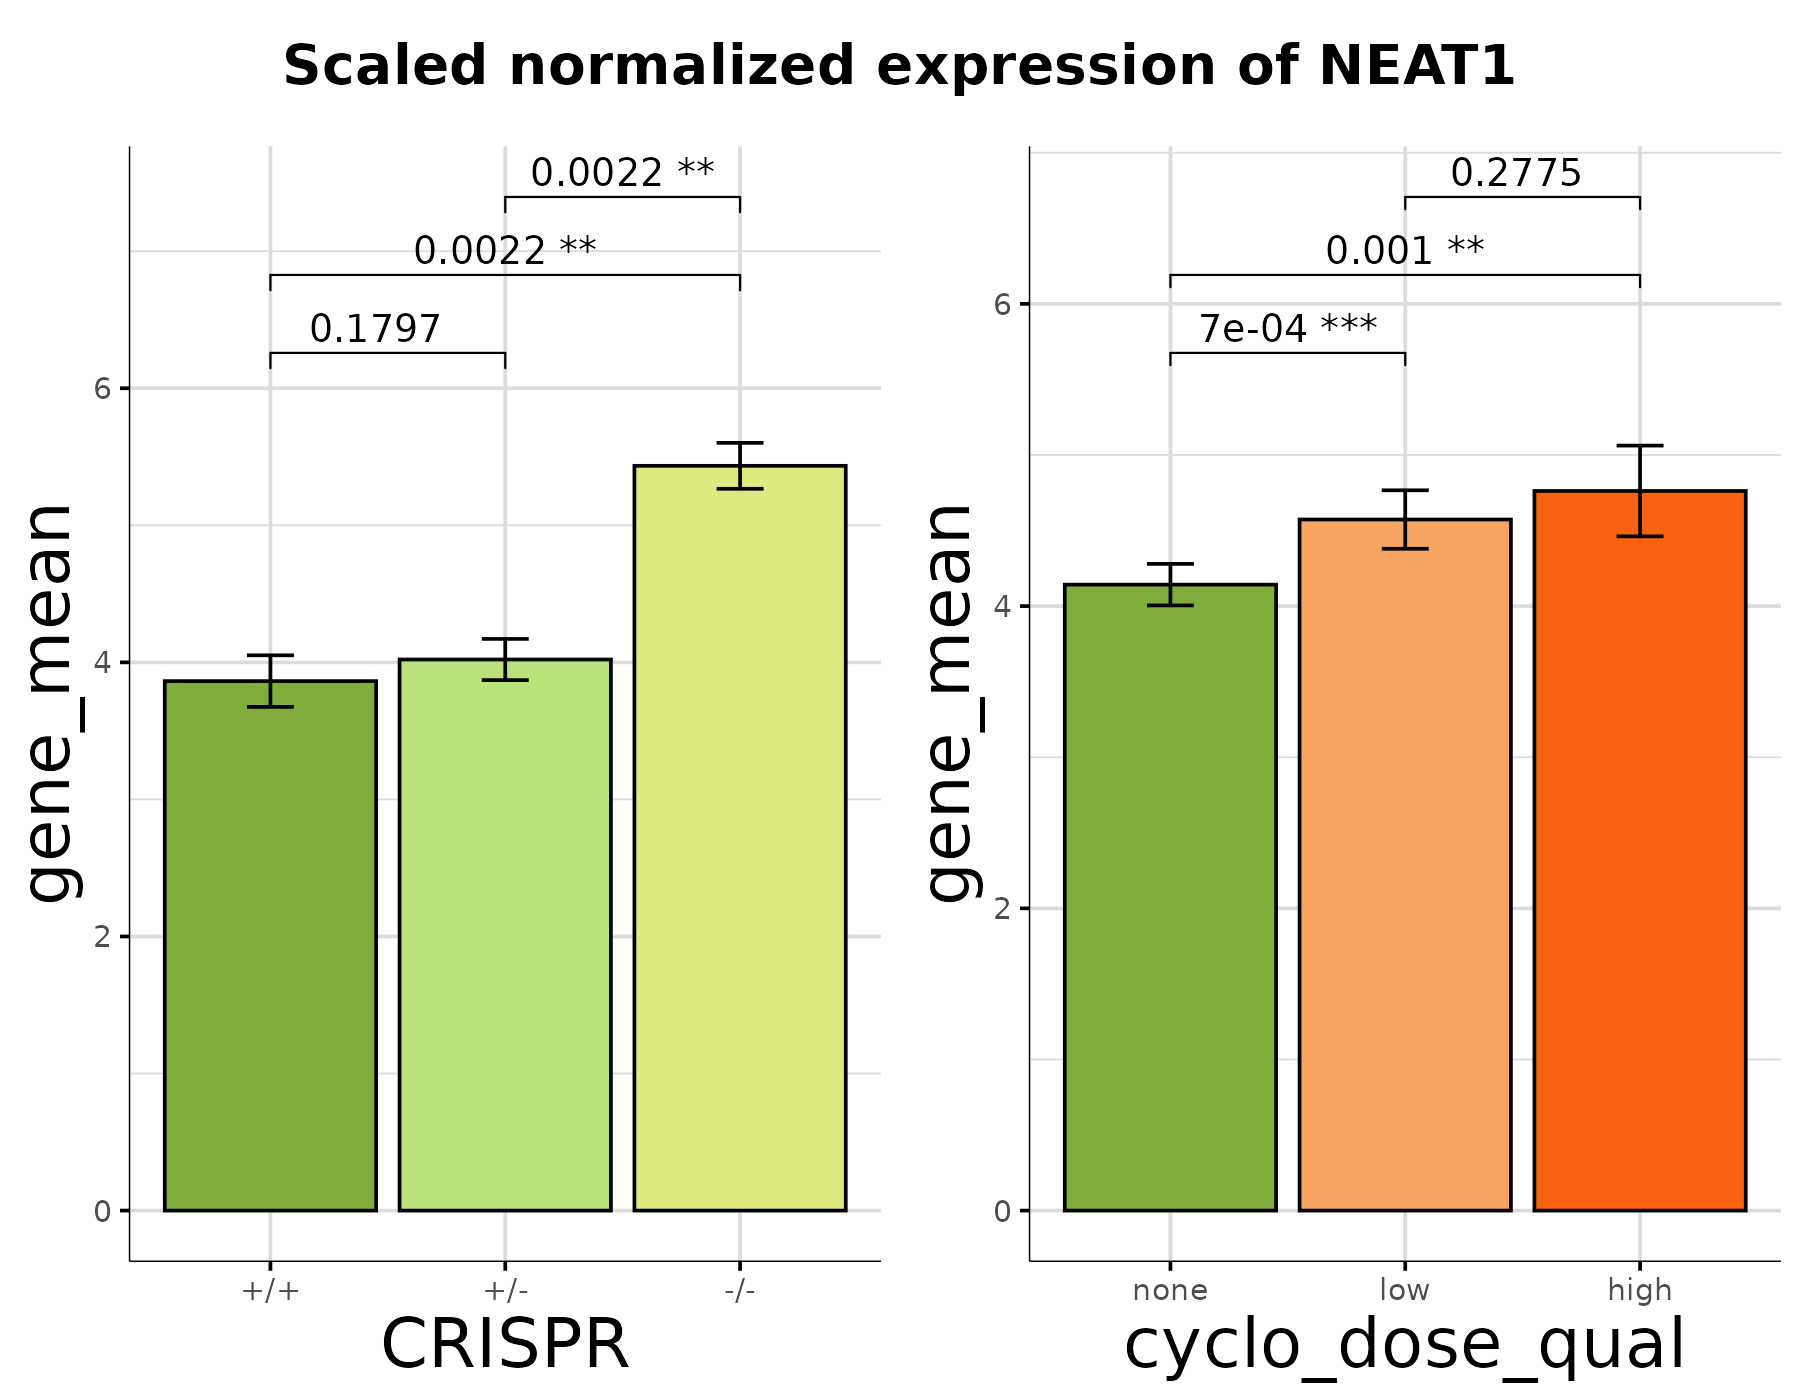 Scaled normalized expression of NEAT1
0.0022 **
0.0022 **
0.1797
6
4
2
0
gene_mean
+/+ +/- -/-
CRISPR
0.2775
0.001 **
7e-04 ***
6
4
2
0
gene_mean
none low high
cyclo_dose_qual